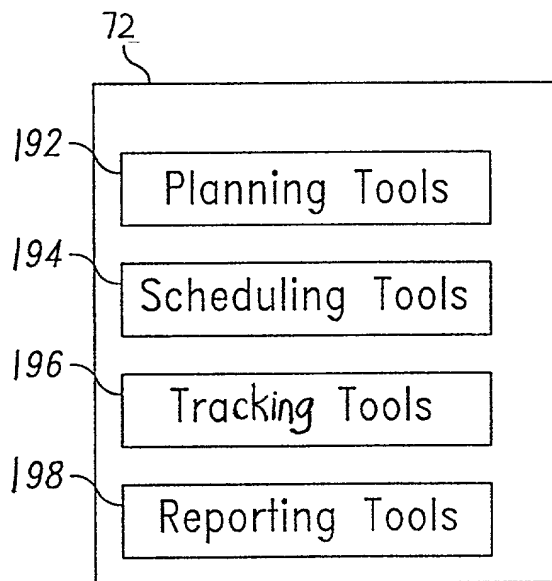 72
192
Planning Tools
194
Scheduling Tools
196
Tracking Tools
198
Reporting Tools